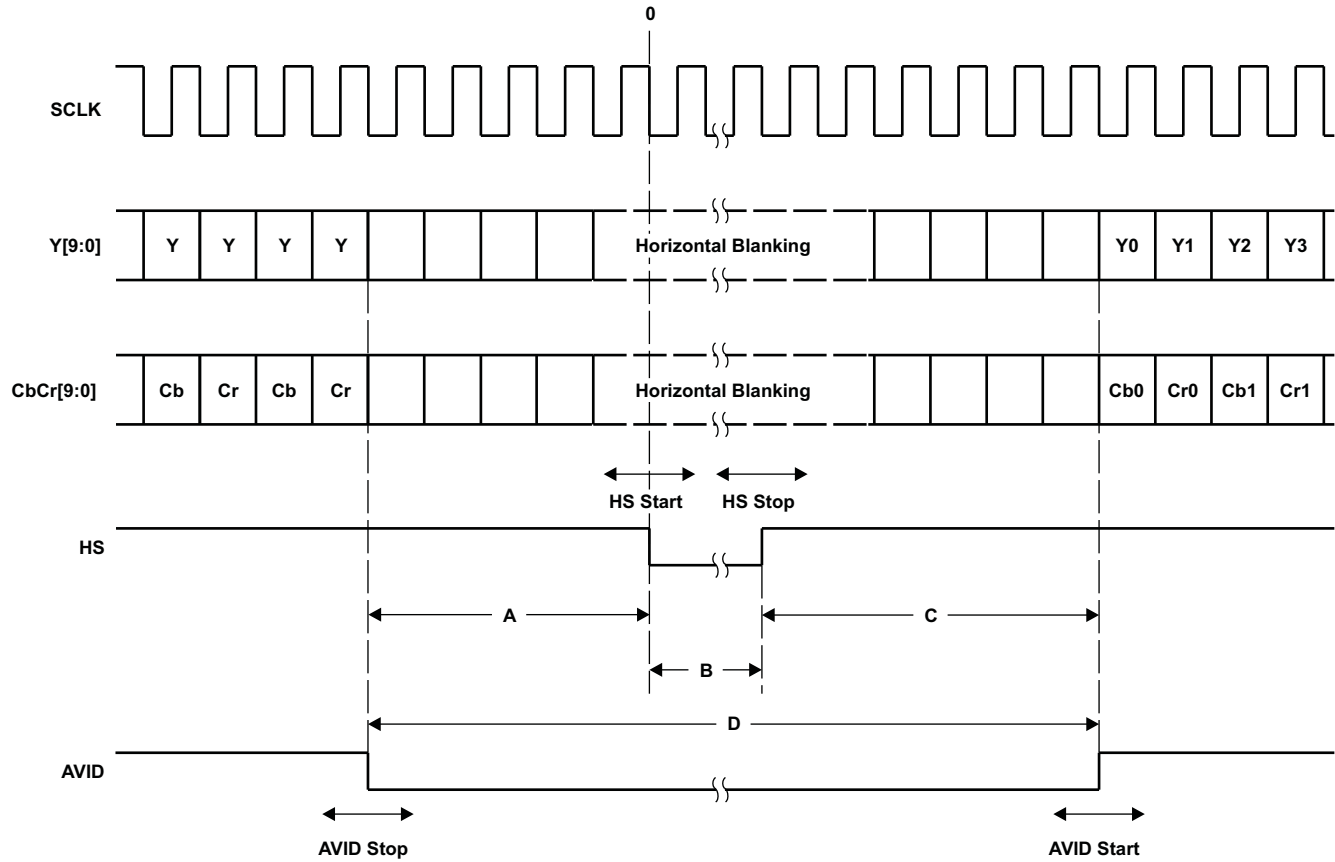 0
SCLK
Y[9:0] Y Y Y Y Horizontal Blanking Y0 Y1 Y2 Y3
CbCr[9:0] Cb Cr Cb Cr Horizontal Blanking Cb0 Cr0 Cb1 Cr1
HS Start HS Stop
HS
A C
B
D
AVID
AVID Stop AVID Start